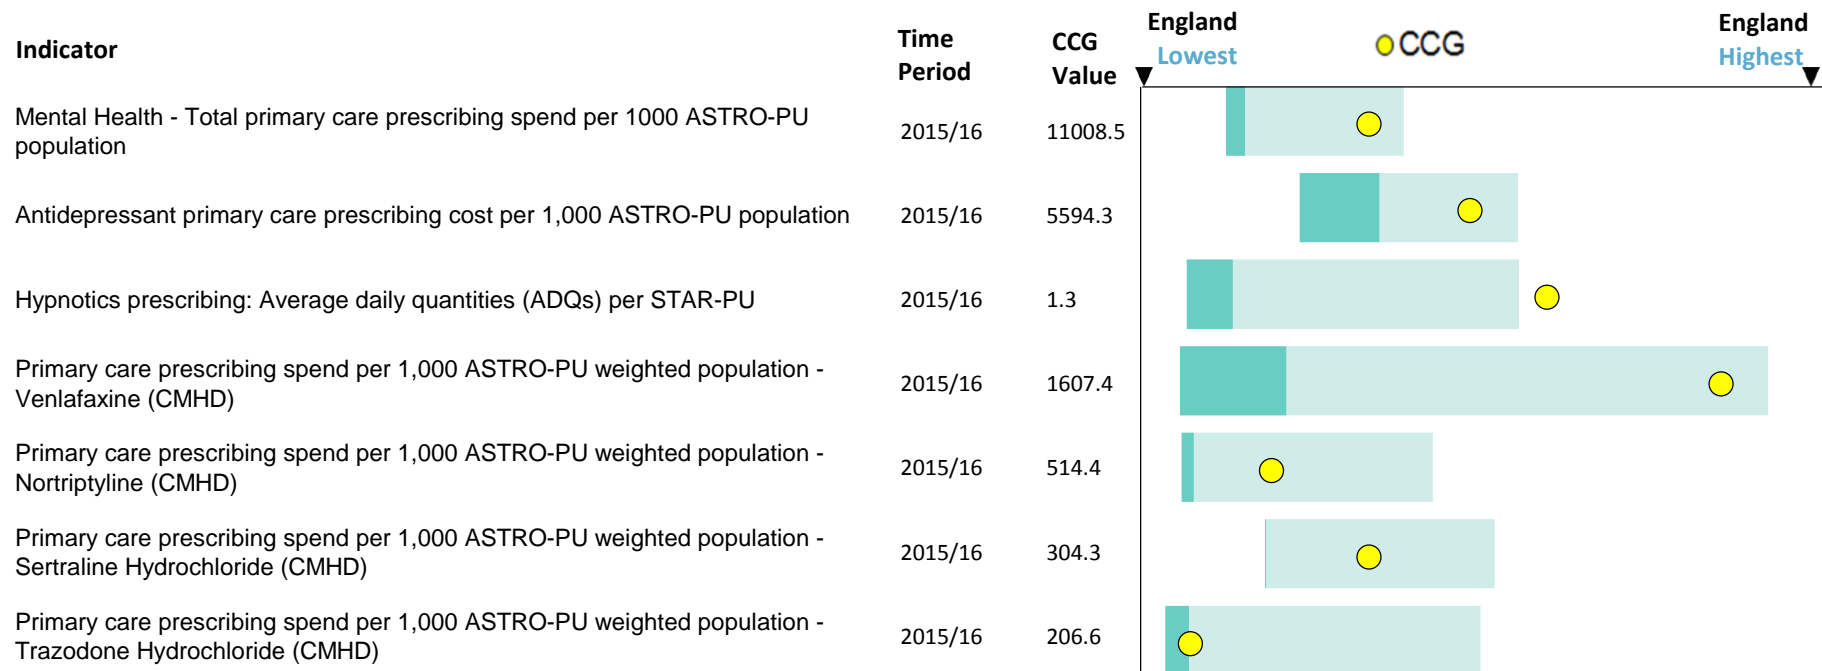 Indicator
Time
Period
CCG
Value
England
Lowest
CCG
England
Highest
Mental Health - Total primary care prescribing spend per 1000 ASTRO-PU
population
2015/16
11008.5
Antidepressant primary care prescribing cost per 1,000 ASTRO-PU population
2015/16
5594.3
Hypnotics prescribing: Average daily quantities (ADQs) per STAR-PU
2015/16
1.3
Primary care prescribing spend per 1,000 ASTRO-PU weighted population -
Venlafaxine (CMHD)
2015/16
1607.4
Primary care prescribing spend per 1,000 ASTRO-PU weighted population -
Nortriptyline (CMHD)
2015/16
514.4
Primary care prescribing spend per 1,000 ASTRO-PU weighted population -
Sertraline Hydrochloride (CMHD)
2015/16
304.3
Primary care prescribing spend per 1,000 ASTRO-PU weighted population -
Trazodone Hydrochloride (CMHD)
2015/16
206.6